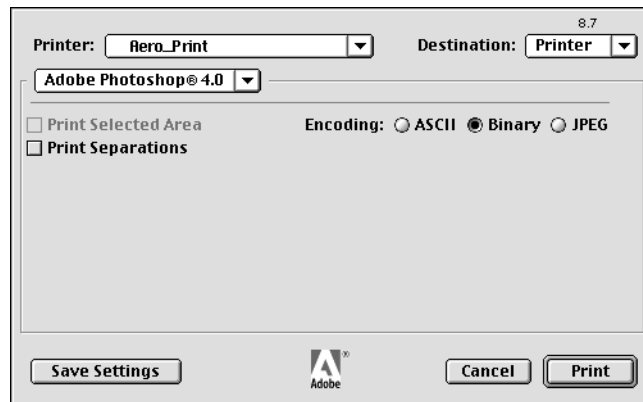 8.7
Printer: Aero_Print Destination: Printer
Adobe Photoshop® 4.0
Print Selected Area Encoding: ASCII Binary JPEG
Print Separations
Save Settings Adobe ® Cancel Print